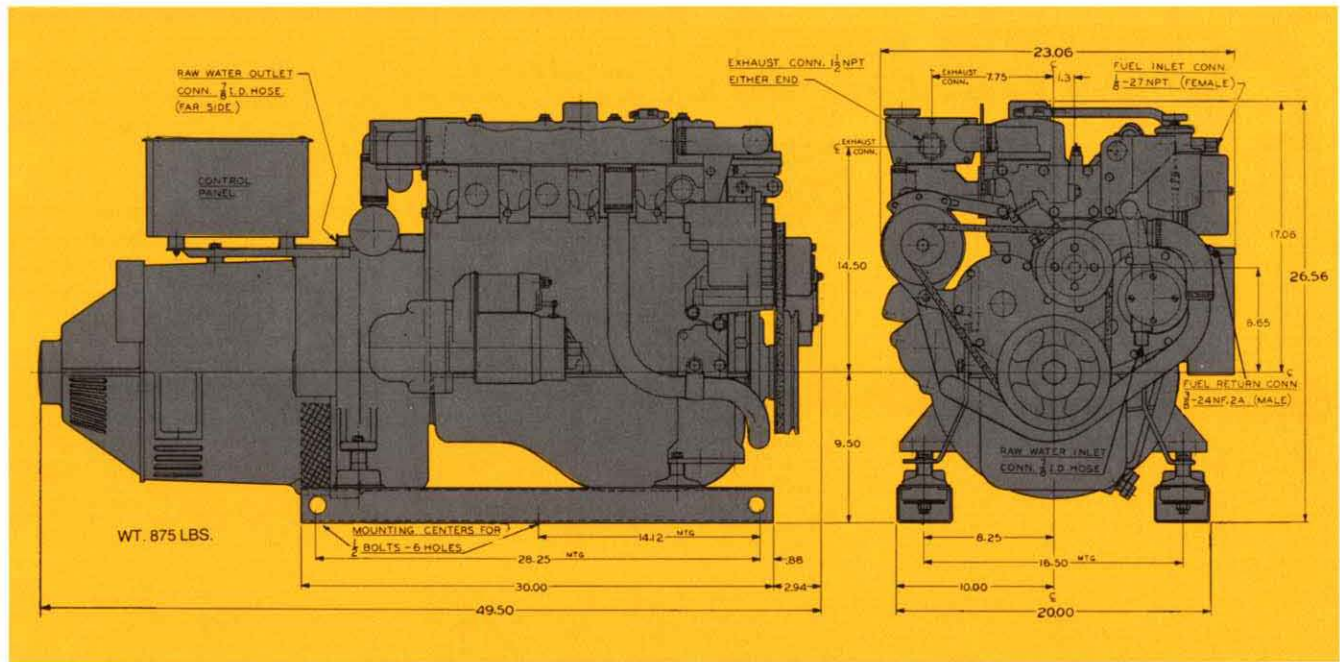 RAW WATER OUTLET
CONN. 7/8 I.D. HOSE
(FAR SIDE)
CONTROL
PANEL
WT. 875 LBS.
MOUNTING CENTERS FOR
1/2 BOLTS - 6 HOLES
14.12 MTG
28.25 MTG
.88
30.00
2.94
49.50
14.50
9.50
EXHAUST CONN. 1 1/2 NPT
EITHER END
23.06
℄
EXHAUST
CONN.
7.75
1.3
FUEL INLET CONN.
1/8-27 NPT. (FEMALE)
℄ EXHAUST
CONN.
17.06
26.56
8.65
℄
FUEL RETURN CONN.
-24NF.2A. (MALE)
RAW WATER INLET
CONN. 7/8 I.D. HOSE
8.25
16.50 MTG
10.00
℄
20.00